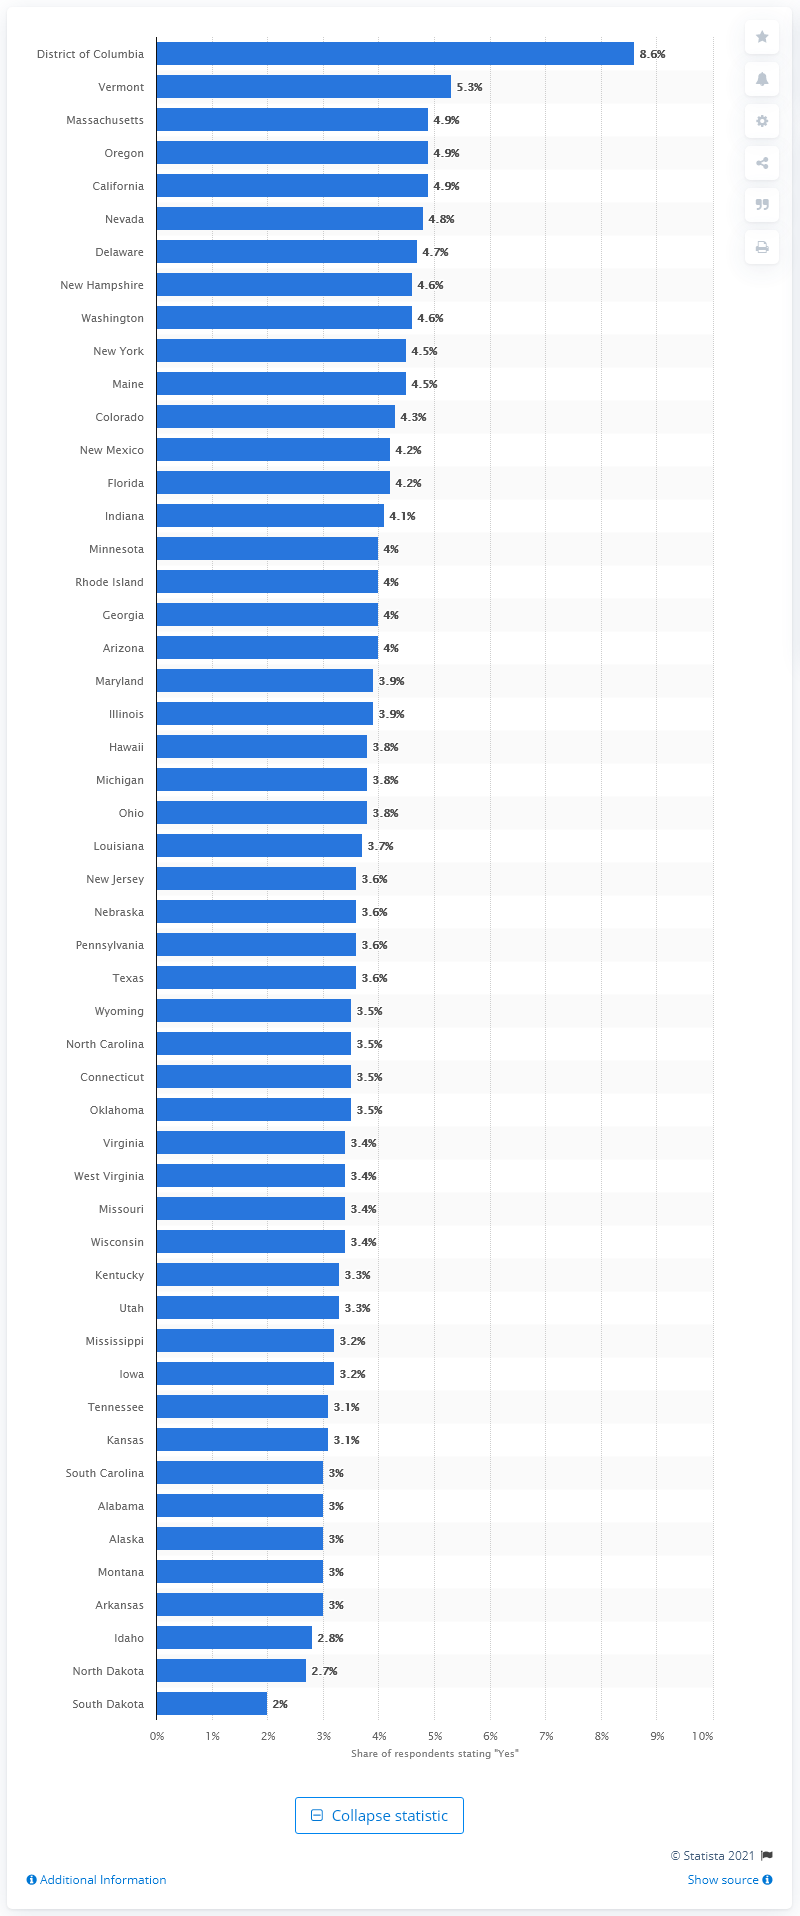 District of Columbia 8.6%
Vermont 5.3%
Massachusetts 4.9%
Oregon 4.9%
California 4.9%
Nevada 4.8%
Delaware 4.7%
New Hampshire 4.6%
Washington 4.6%
New York 4.5%
Maine 4.5%
Colorado 4.3%
New Mexico 4.2%
Florida 4.2%
Indiana 4.1%
Minnesota 4%
Rhode Island 4%
Georgia 4%
Arizona 4%
Maryland 3.9%
Illinois 3.9%
Hawaii 3.8%
Michigan 3.8%
Ohio 3.8%
Louisiana 3.7%
New Jersey 3.6%
Nebraska 3.6%
Pennsylvania 3.6%
Texas 3.6%
Wyoming 3.5%
North Carolina 3.5%
Connecticut 3.5%
Oklahoma 3.5%
Virginia 3.4%
West Virginia 3.4%
Missouri 3.4%
Wisconsin 3.4%
Kentucky 3.3%
Utah 3.3%
Mississippi 3.2%
Iowa 3.2%
Tennessee 3.1%
Kansas 3.1%
South Carolina 3%
Alabama 3%
Alaska 3%
Montana 3%
Arkansas 3%
Idaho 2.8%
North Dakota 2.7%
South Dakota 2%
0% 1% 2% 3% 4% 5% 6% 7% 8% 9% 10%
Share of respondents stating "Yes"
Collapse statistic
© Statista 2021
Additional Information Show source